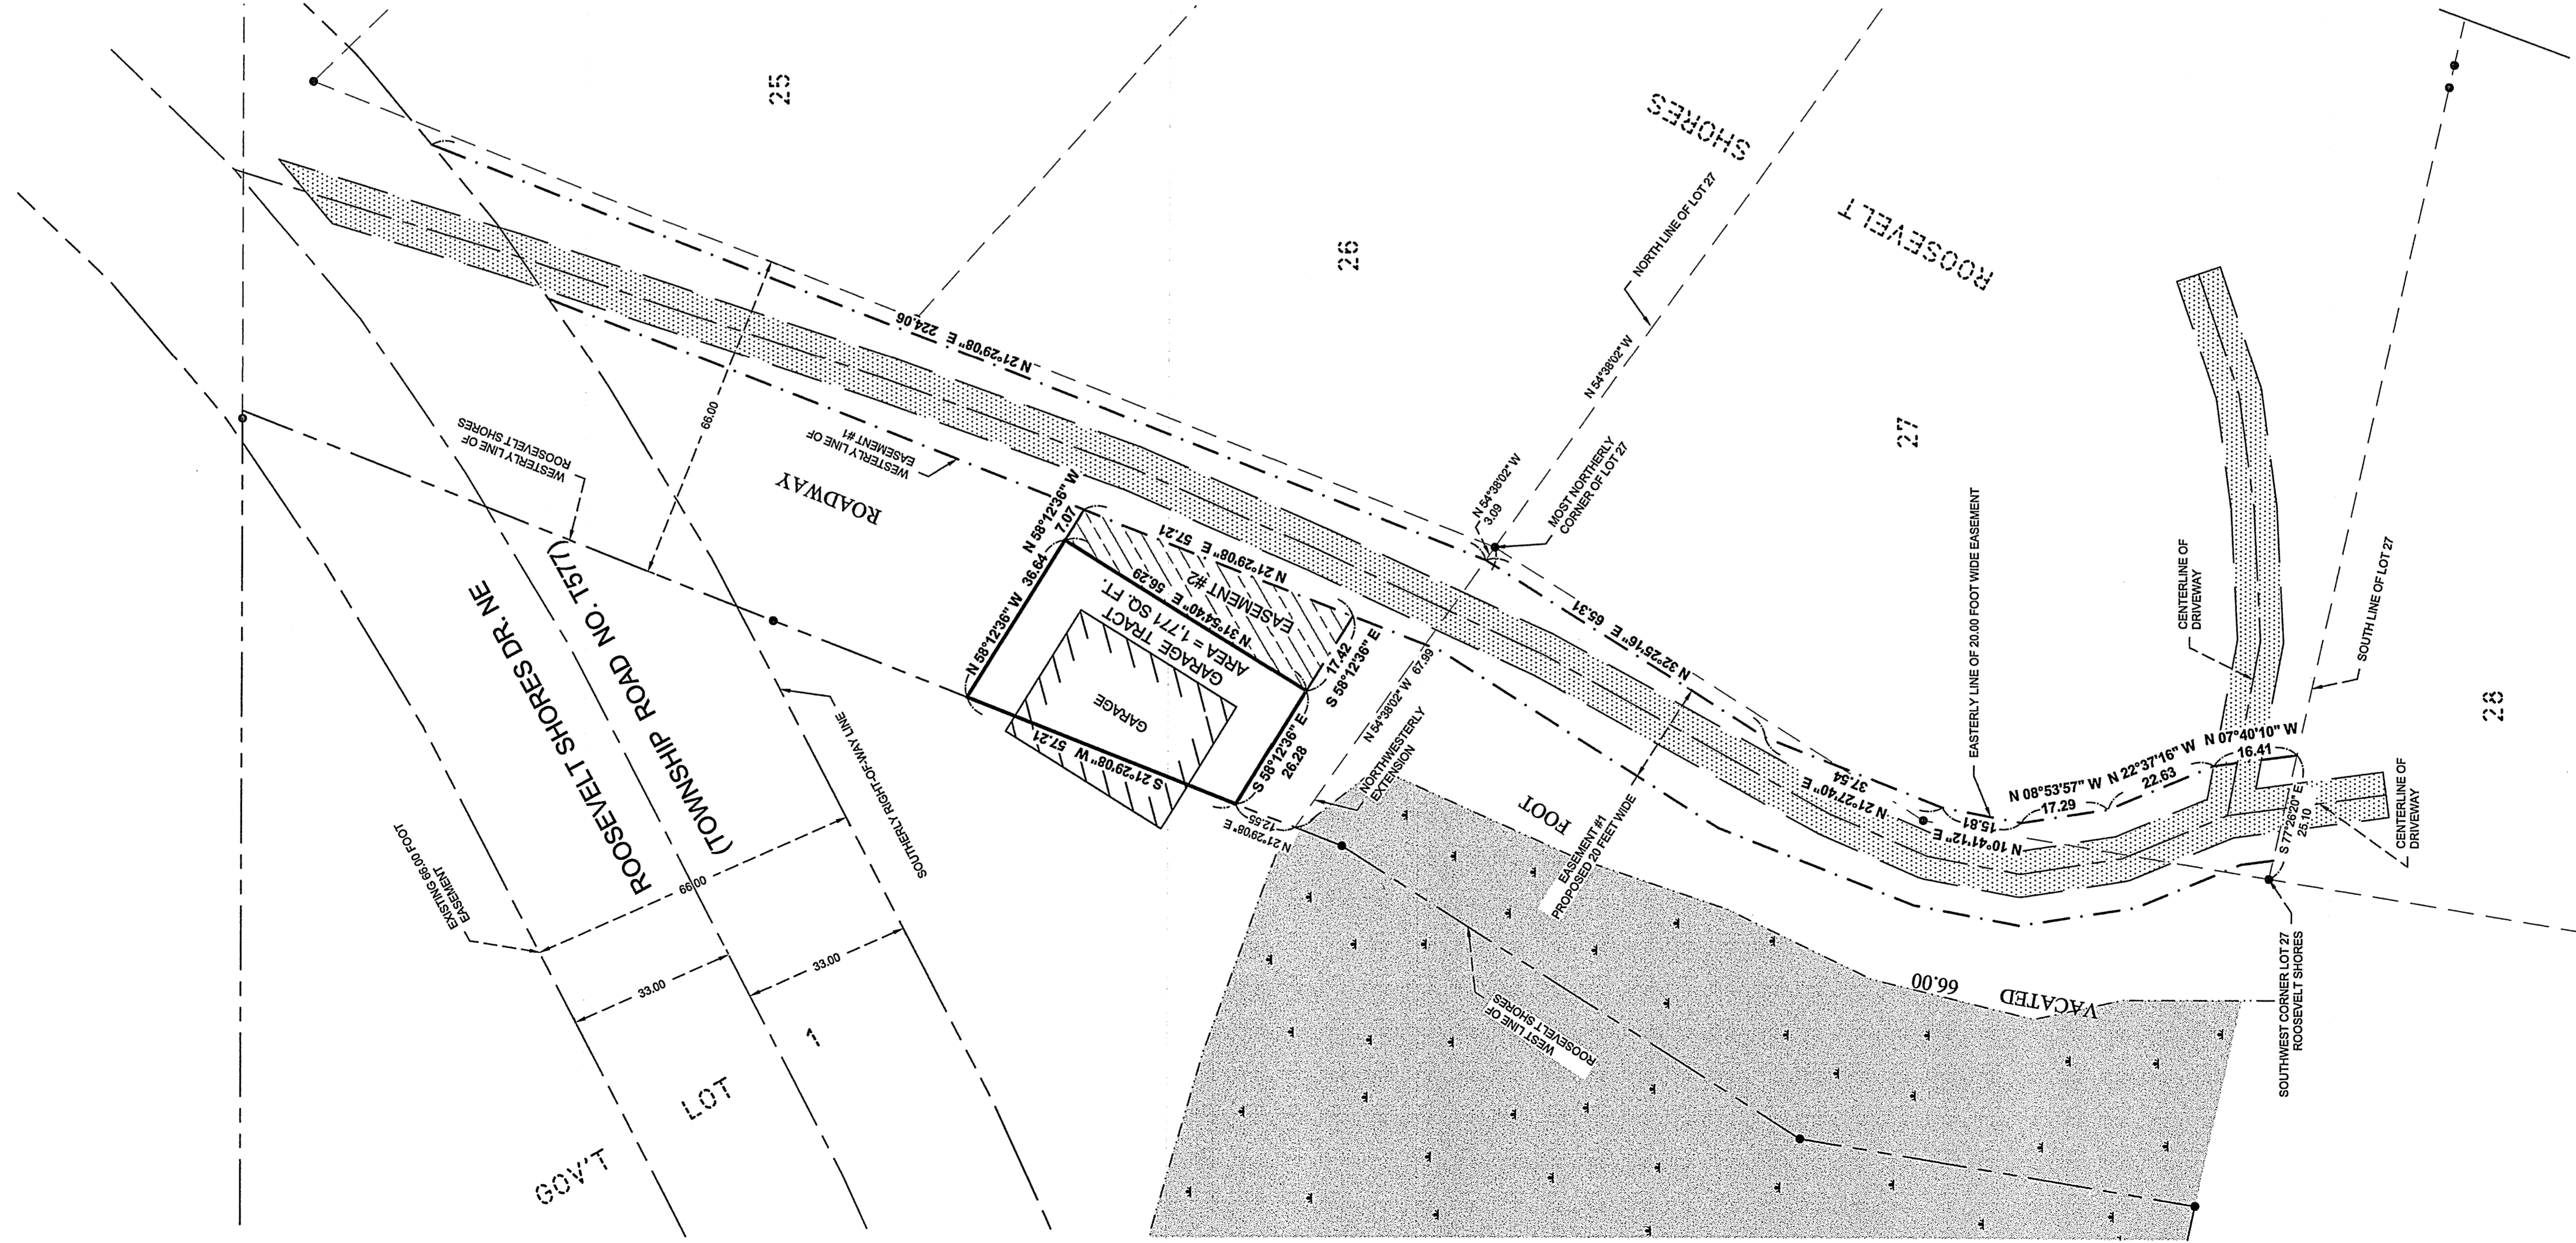 25
26
27
28
SHORES
ROOSEVELT
NORTH LINE OF LOT 27
N 54°38'02" W
N 54°38'02" W
3.09
MOST NORTHERLY
CORNER OF LOT 27
N 21°29'08" E 224.06
66.00
WESTERLY LINE OF
ROOSEVELT SHORES
WESTERLY LINE OF
EASEMENT #1
ROADWAY
ROOSEVELT SHORES DR. NE
(TOWNSHIP ROAD NO. T577)
N 58°12'36" W 36.64
N 58°12'36" W
7.07
N 21°29'08" E 57.21
EASEMENT #2
N 31°54'40" E 56.29
GARAGE TRACT
AREA = 1,771 SQ. FT.
GARAGE
S 21°29'08" W 57.21
S 58°12'36" E
26.28
17.42
S 58°12'36" E
N 54°38'02" W 67.99
NORTHWESTERLY
EXTENSION
N 21°29'08" E
12.55
SOUTHERLY RIGHT-OF-WAY LINE
EXISTING 66.00 FOOT
EASEMENT
66.00
33.00
33.00
1
LOT
GOV'T
N 32°25'16" E 65.31
N 21°27'40" E
37.54
N 10°41'12" E
15.81
EASTERLY LINE OF 20.00 FOOT WIDE EASEMENT
N 08°53'57" W
17.29
N 22°37'16" W
22.63
N 07°40'10" W
16.41
S 77°26'20" E
25.10
CENTERLINE OF
DRIVEWAY
SOUTH LINE OF LOT 27
CENTERLINE OF
DRIVEWAY
SOUTHWEST CORNER LOT 27
ROOSEVELT SHORES
FOOT
EASEMENT #1
PROPOSED 20 FEET WIDE
WEST LINE OF
ROOSEVELT SHORES
66.00
VACATED